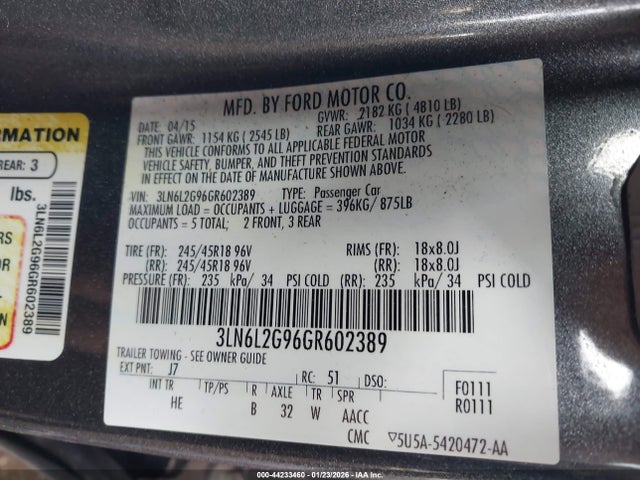 MFD. BY FORD MOTOR CO.
DATE: 04/15
GVWR: 2182 KG ( 4810 LB)
FRONT GAWR: 1154 KG ( 2545 LB)
REAR GAWR: 1034 KG ( 2280 LB)
THIS VEHICLE CONFORMS TO ALL APPLICABLE FEDERAL MOTOR
VEHICLE SAFETY, BUMPER, AND THEFT PREVENTION STANDARDS
IN EFFECT ON THE DATE OF MANUFACTURE SHOWN ABOVE.
VIN: 3LN6L2G96GR602389 TYPE: Passenger Car
MAXIMUM LOAD = OCCUPANTS + LUGGAGE = 396KG/ 875LB
OCCUPANTS = 5 TOTAL; 2 FRONT, 3 REAR
TIRE (FR): 245/45R18 96V RIMS (FR): 18x8.0J
(RR): 245/45R18 96V (RR): 18x8.0J
PRESSURE (FR): 235 kPa/ 34 PSI COLD (RR): 235 kPa/ 34 PSI COLD
3LN6L2G96GR602389
TRAILER TOWING - SEE OWNER GUIDE
EXT PNT: J7 RC: 51 DSO:
INT TR TP/PS R AXLE TR SPR
HE B 32 W AACC
F0111
R0111
CMC ▽5U5A-5420472-AA
ORMATION
REAR: 3
lbs.
RS
R
ON
3LN6L2G96GR602389
000-44233460 - 01/23/2026 - IAAI.COM